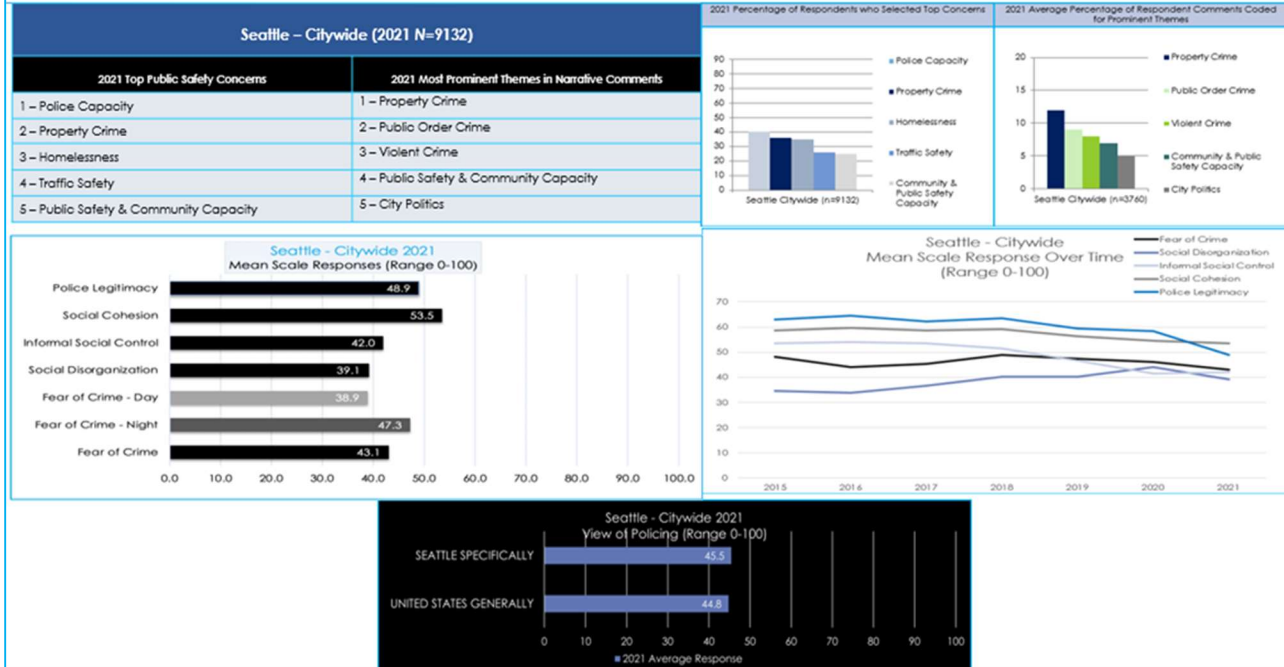 Seattle – Citywide (2021 N=9132)
2021 Top Public Safety Concerns
2021 Most Prominent Themes in Narrative Comments
1 – Police Capacity
1 – Property Crime
2 – Property Crime
2 – Public Order Crime
3 – Homelessness
3 – Violent Crime
4 – Traffic Safety
4 – Public Safety & Community Capacity
5 – Public Safety & Community Capacity
5 – City Politics
2021 Percentage of Respondents who Selected Top Concerns
90
80
70
60
50
40
30
20
10
0
Seattle Citywide (n=9132)
Police Capacity
Property Crime
Homelessness
Traffic Safety
Community &
Public Safety
Capacity
2021 Average Percentage of Respondent Comments Coded
for Prominent Themes
20
15
10
5
0
Seattle Citywide (n=3760)
Property Crime
Public Order Crime
Violent Crime
Community & Public
Safety Capacity
City Politics
Seattle - Citywide 2021
Mean Scale Responses (Range 0-100)
Police Legitimacy
48.9
Social Cohesion
53.5
Informal Social Control
42.0
Social Disorganization
39.1
Fear of Crime - Day
38.9
Fear of Crime - Night
47.3
Fear of Crime
43.1
0.0 10.0 20.0 30.0 40.0 50.0 60.0 70.0 80.0 90.0 100.0
Seattle - Citywide
Mean Scale Response Over Time
(Range 0-100)
Fear of Crime
Social Disorganization
Informal Social Control
Social Cohesion
Police Legitimacy
70
60
50
40
30
20
10
0
2015 2016 2017 2018 2019 2020 2021
Seattle - Citywide 2021
View of Policing (Range 0-100)
SEATTLE SPECIFICALLY
45.5
UNITED STATES GENERALLY
44.8
0 10 20 30 40 50 60 70 80 90 100
2021 Average Response